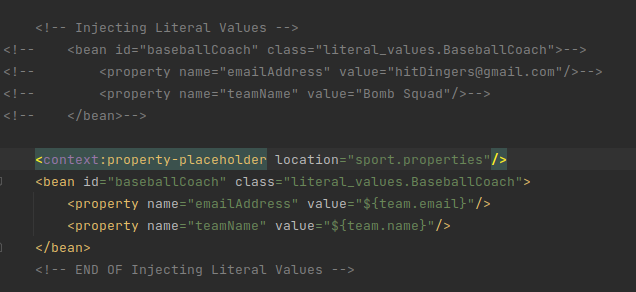 <!-- Injecting Literal Values -->
<!--    <bean id="baseballCoach" class="literal_values.BaseballCoach">-->
<!--        <property name="emailAddress" value="hitDingers@gmail.com"/>-->
<!--        <property name="teamName" value="Bomb Squad"/>-->
<!--    </bean>-->
<context:property-placeholder location="sport.properties"/>
<bean id="baseballCoach" class="literal_values.BaseballCoach">
    <property name="emailAddress" value="${team.email}"/>
    <property name="teamName" value="${team.name}"/>
</bean>
<!-- END OF Injecting Literal Values -->